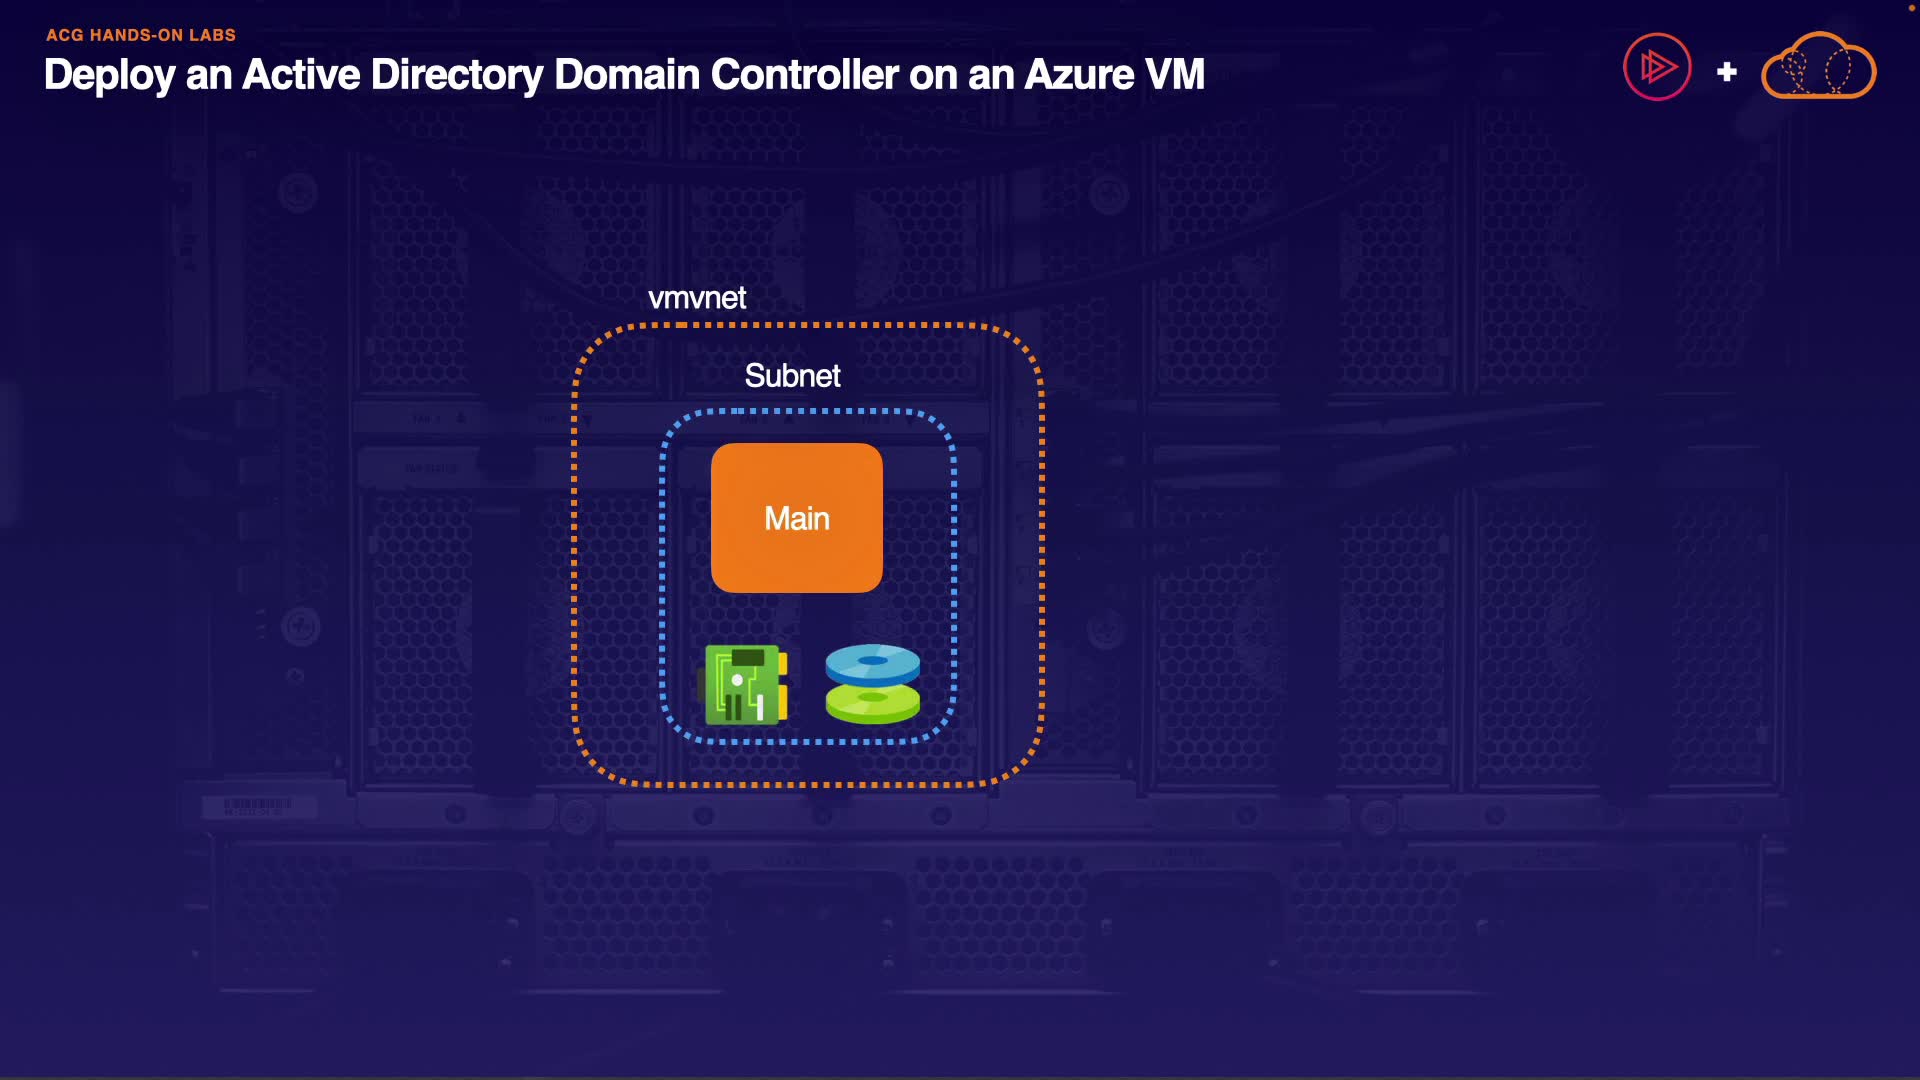 ACG HANDS-ON LABS
Deploy an Active Directory Domain Controller on an Azure VM
vmvnet
Subnet
Main